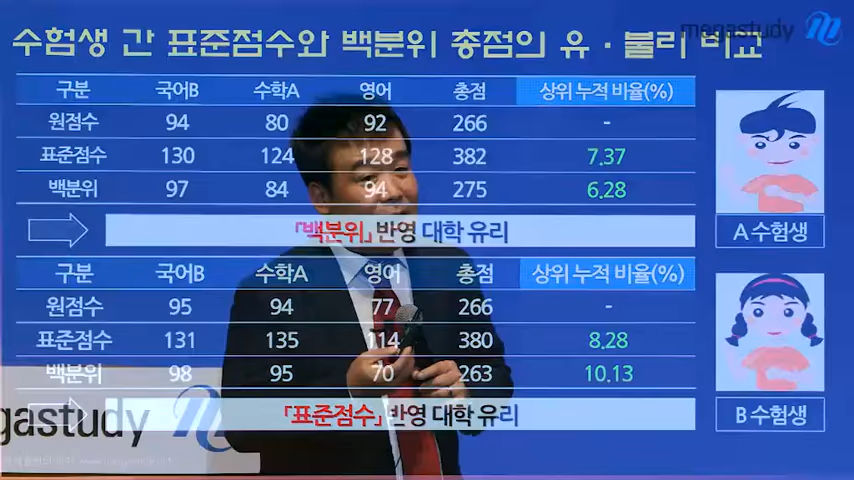 megastudy
수험생 간 표준점수와 백분위 총점의 유·불리 비교
구분 국어B 수학A 영어 총점 상위 누적 비율(%)
원점수 94 80 92 266 -
표준점수 130 124 128 382 7.37
백분위 97 84 94 275 6.28
「백분위」 반영 대학 유리
A 수험생
구분 국어B 수학A 영어 총점 상위 누적 비율(%)
원점수 95 94 77 266 -
표준점수 131 135 114 380 8.28
백분위 98 95 70 263 10.13
「표준점수」 반영 대학 유리
B 수험생
gastudy